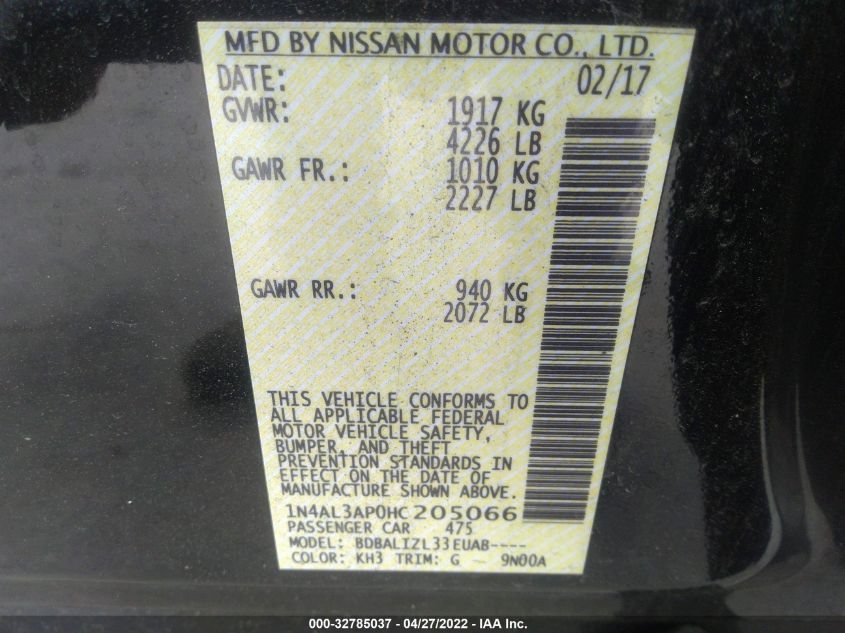 MFD BY NISSAN MOTOR CO., LTD.
DATE: 02/17
GVWR: 1917 KG
4226 LB
GAWR FR.: 1010 KG
2227 LB
GAWR RR.: 940 KG
2072 LB
THIS VEHICLE CONFORMS TO
ALL APPLICABLE FEDERAL
MOTOR VEHICLE SAFETY,
BUMPER, AND THEFT
PREVENTION STANDARDS IN
EFFECT ON THE DATE OF
MANUFACTURE SHOWN ABOVE.
1N4AL3AP0HC205066
PASSENGER CAR 475
MODEL: BDBALIZL33EUAB----
COLOR: KH3 TRIM: G - 9N00A
000-32785037 - 04/27/2022 - IAA Inc.